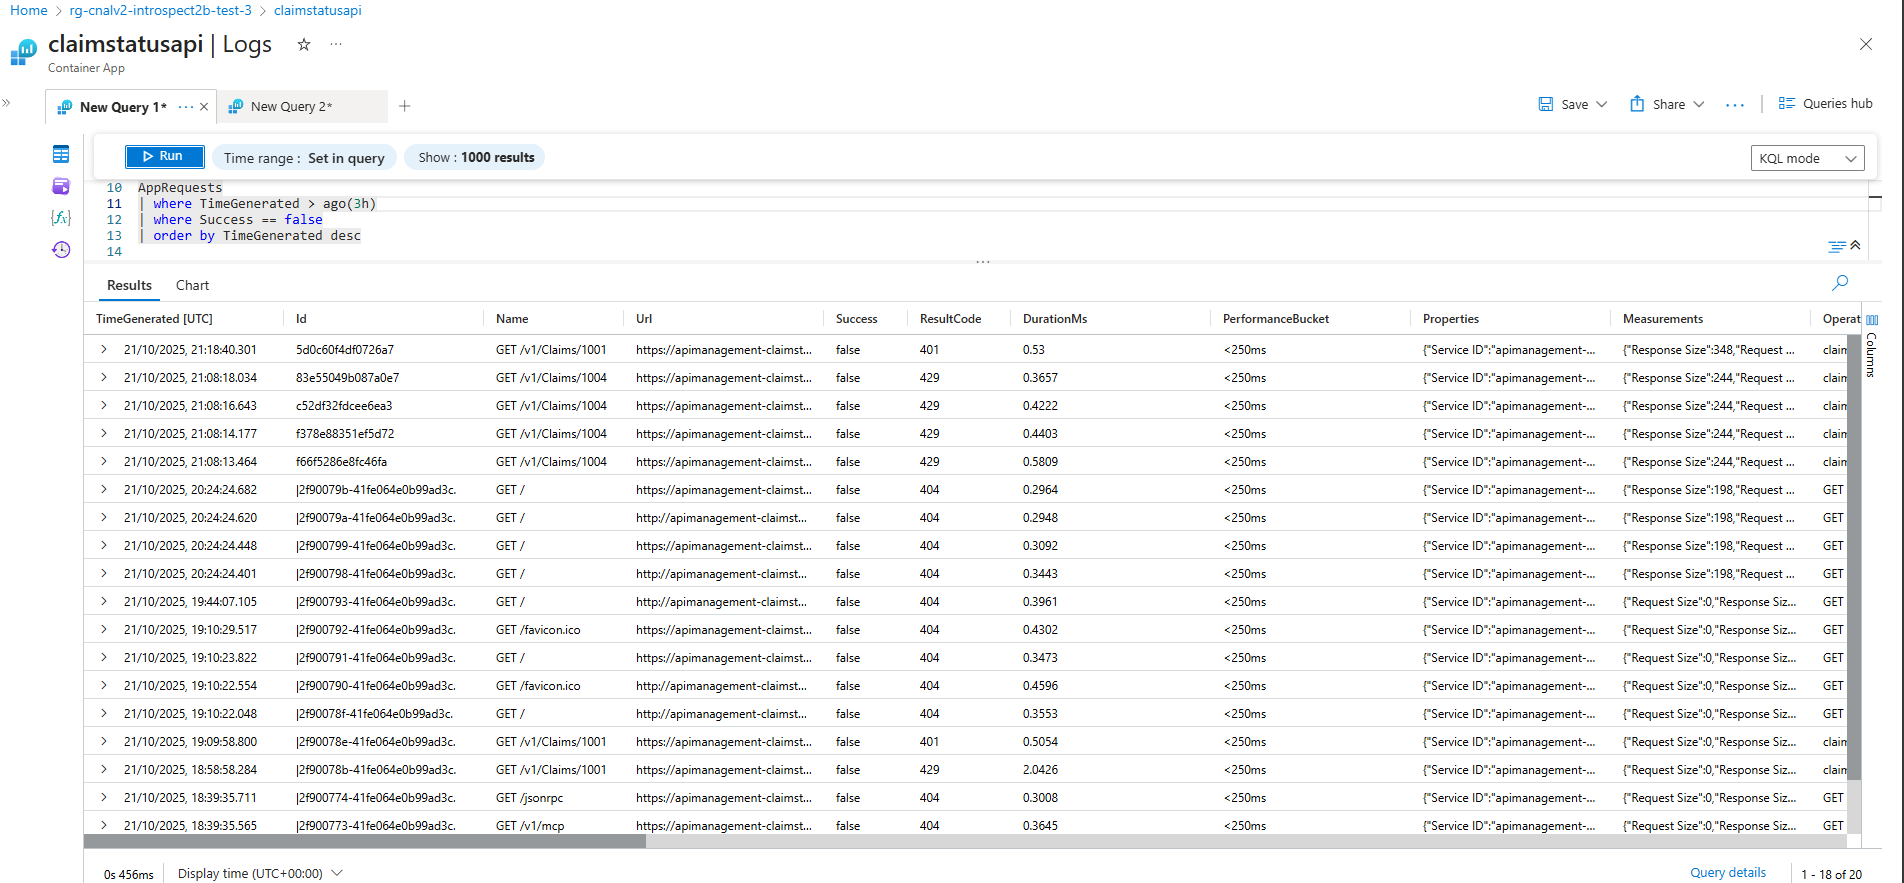 Home > rg-cnalv2-introspect2b-test-3 > claimstatusapi
claimstatusapi | Logs
Container App
New Query 1*
New Query 2*
Save
Share
Queries hub
Run
Time range : Set in query
Show : 1000 results
KQL mode
10 AppRequests
11 | where TimeGenerated > ago(3h)
12 | where Success == false
13 | order by TimeGenerated desc
14
Results Chart
TimeGenerated [UTC] Id Name Url Success ResultCode DurationMs PerformanceBucket Properties Measurements Operat
Columns
21/10/2025, 21:18:40.301 5d0c60f4df0726a7 GET /v1/Claims/1001 https://apimanagement-claimst... false 401 0.53 <250ms {"Service ID":"apimanagement-... {"Response Size":348,"Request ... claim
21/10/2025, 21:08:18.034 83e55049b087a0e7 GET /v1/Claims/1004 https://apimanagement-claimst... false 429 0.3657 <250ms {"Service ID":"apimanagement-... {"Response Size":244,"Request ... claim
21/10/2025, 21:08:16.643 c52df32fdcee6ea3 GET /v1/Claims/1004 https://apimanagement-claimst... false 429 0.4222 <250ms {"Service ID":"apimanagement-... {"Response Size":244,"Request ... claim
21/10/2025, 21:08:14.177 f378e88351ef5d72 GET /v1/Claims/1004 https://apimanagement-claimst... false 429 0.4403 <250ms {"Service ID":"apimanagement-... {"Response Size":244,"Request ... claim
21/10/2025, 21:08:13.464 f66f5286e8fc46fa GET /v1/Claims/1004 https://apimanagement-claimst... false 429 0.5809 <250ms {"Service ID":"apimanagement-... {"Response Size":244,"Request ... claim
21/10/2025, 20:24:24.682 |2f90079b-41fe064e0b99ad3c. GET / https://apimanagement-claimst... false 404 0.2964 <250ms {"Service ID":"apimanagement-... {"Response Size":198,"Request ... GET
21/10/2025, 20:24:24.620 |2f90079a-41fe064e0b99ad3c. GET / http://apimanagement-claimst... false 404 0.2948 <250ms {"Service ID":"apimanagement-... {"Response Size":198,"Request ... GET
21/10/2025, 20:24:24.448 |2f900799-41fe064e0b99ad3c. GET / https://apimanagement-claimst... false 404 0.3092 <250ms {"Service ID":"apimanagement-... {"Response Size":198,"Request ... GET
21/10/2025, 20:24:24.401 |2f900798-41fe064e0b99ad3c. GET / http://apimanagement-claimst... false 404 0.3443 <250ms {"Service ID":"apimanagement-... {"Response Size":198,"Request ... GET
21/10/2025, 19:44:07.105 |2f900793-41fe064e0b99ad3c. GET / http://apimanagement-claimst... false 404 0.3961 <250ms {"Service ID":"apimanagement-... {"Request Size":0,"Response Siz... GET
21/10/2025, 19:10:29.517 |2f900792-41fe064e0b99ad3c. GET /favicon.ico https://apimanagement-claimst... false 404 0.4302 <250ms {"Service ID":"apimanagement-... {"Request Size":0,"Response Siz... GET
21/10/2025, 19:10:23.822 |2f900791-41fe064e0b99ad3c. GET / https://apimanagement-claimst... false 404 0.3473 <250ms {"Service ID":"apimanagement-... {"Request Size":0,"Response Siz... GET
21/10/2025, 19:10:22.554 |2f900790-41fe064e0b99ad3c. GET /favicon.ico http://apimanagement-claimst... false 404 0.4596 <250ms {"Service ID":"apimanagement-... {"Request Size":0,"Response Siz... GET
21/10/2025, 19:10:22.048 |2f90078f-41fe064e0b99ad3c. GET / http://apimanagement-claimst... false 404 0.3553 <250ms {"Service ID":"apimanagement-... {"Request Size":0,"Response Siz... GET
21/10/2025, 19:09:58.800 |2f90078e-41fe064e0b99ad3c. GET /v1/Claims/1001 https://apimanagement-claimst... false 401 0.5054 <250ms {"Service ID":"apimanagement-... {"Request Size":0,"Response Siz... claim
21/10/2025, 18:58:58.284 |2f90078b-41fe064e0b99ad3c. GET /v1/Claims/1001 https://apimanagement-claimst... false 429 2.0426 <250ms {"Service ID":"apimanagement-... {"Request Size":0,"Response Siz... claim
21/10/2025, 18:39:35.711 |2f900774-41fe064e0b99ad3c. GET /jsonrpc https://apimanagement-claimst... false 404 0.3008 <250ms {"Service ID":"apimanagement-... {"Request Size":0,"Response Siz... GET
21/10/2025, 18:39:35.565 |2f900773-41fe064e0b99ad3c. GET /v1/mcp https://apimanagement-claimst... false 404 0.3645 <250ms {"Service ID":"apimanagement-... {"Request Size":0,"Response Siz... GET
0s 456ms
Display time (UTC+00:00)
Query details
1 - 18 of 20